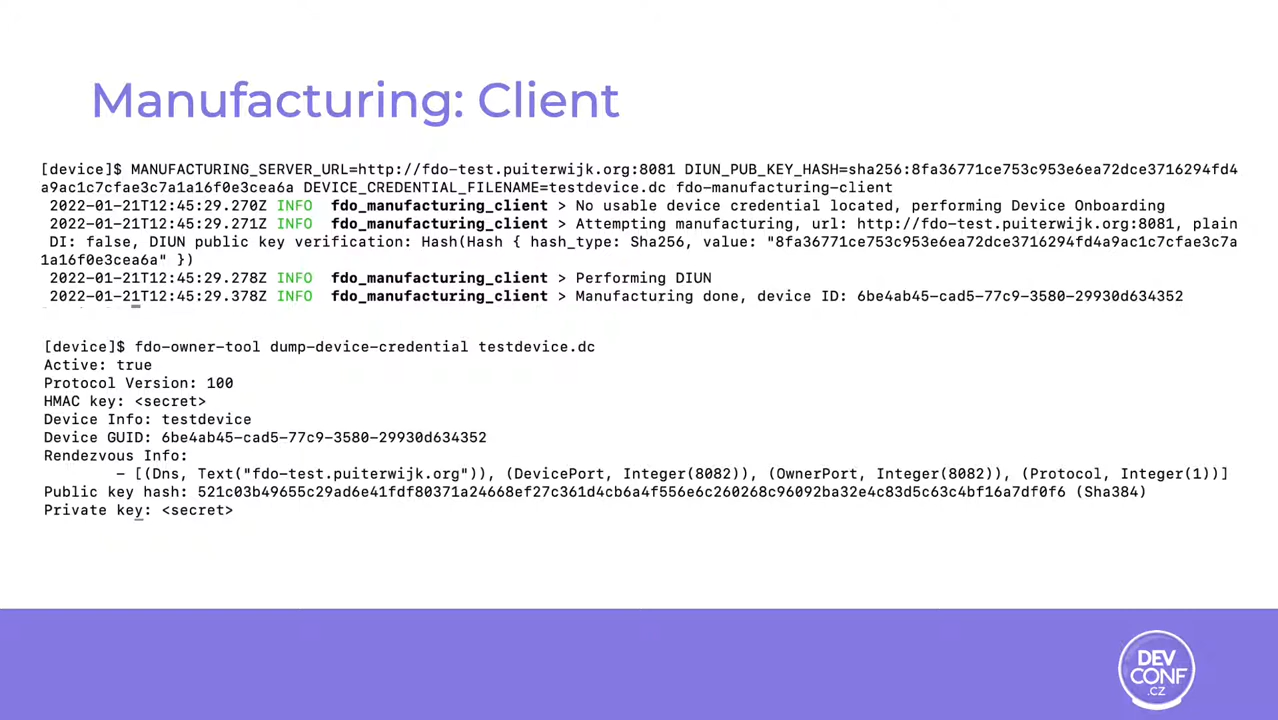 Manufacturing: Client
[device]$ MANUFACTURING_SERVER_URL=http://fdo-test.puiterwijk.org:8081 DIUN_PUB_KEY_HASH=sha256:8fa36771ce753c953e6ea72dce3716294fd4
a9ac1c7cfae3c7a1a16f0e3cea6a DEVICE_CREDENTIAL_FILENAME=testdevice.dc fdo-manufacturing-client
2022-01-21T12:45:29.270Z INFO  fdo_manufacturing_client > No usable device credential located, performing Device Onboarding
2022-01-21T12:45:29.271Z INFO  fdo_manufacturing_client > Attempting manufacturing, url: http://fdo-test.puiterwijk.org:8081, plain
DI: false, DIUN public key verification: Hash(Hash { hash_type: Sha256, value: "8fa36771ce753c953e6ea72dce3716294fd4a9ac1c7cfae3c7a
1a16f0e3cea6a" })
2022-01-21T12:45:29.278Z INFO  fdo_manufacturing_client > Performing DIUN
2022-01-21T12:45:29.378Z INFO  fdo_manufacturing_client > Manufacturing done, device ID: 6be4ab45-cad5-77c9-3580-29930d634352
[device]$ fdo-owner-tool dump-device-credential testdevice.dc
Active: true
Protocol Version: 100
HMAC key: <secret>
Device Info: testdevice
Device GUID: 6be4ab45-cad5-77c9-3580-29930d634352
Rendezvous Info:
- [(Dns, Text("fdo-test.puiterwijk.org")), (DevicePort, Integer(8082)), (OwnerPort, Integer(8082)), (Protocol, Integer(1))]
Public key hash: 521c03b49655c29ad6e41fdf80371a24668ef27c361d4cb6a4f556e6c260268c96092ba32e4c83d5c63c4bf16a7df0f6 (Sha384)
Private key: <secret>
DEV
CONF
.CZ